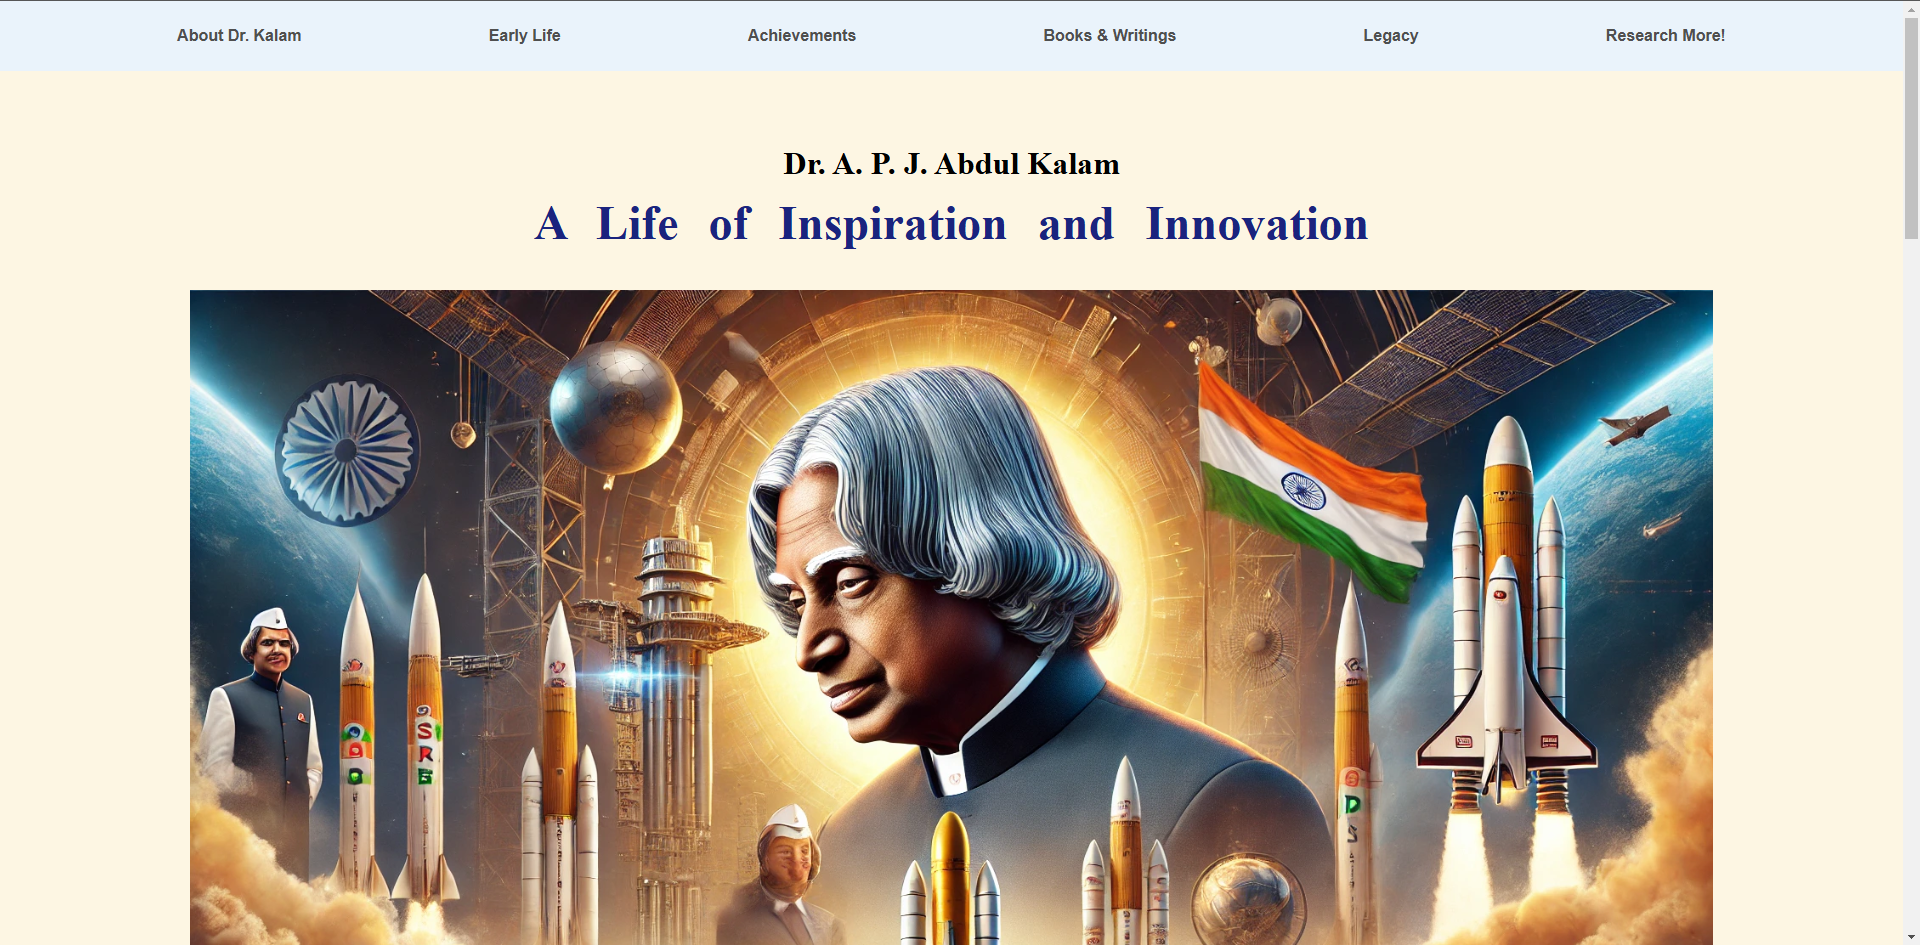 About Dr. Kalam Early Life Achievements Books & Writings Legacy Research More!
Dr. A. P. J. Abdul Kalam
A Life of Inspiration and Innovation